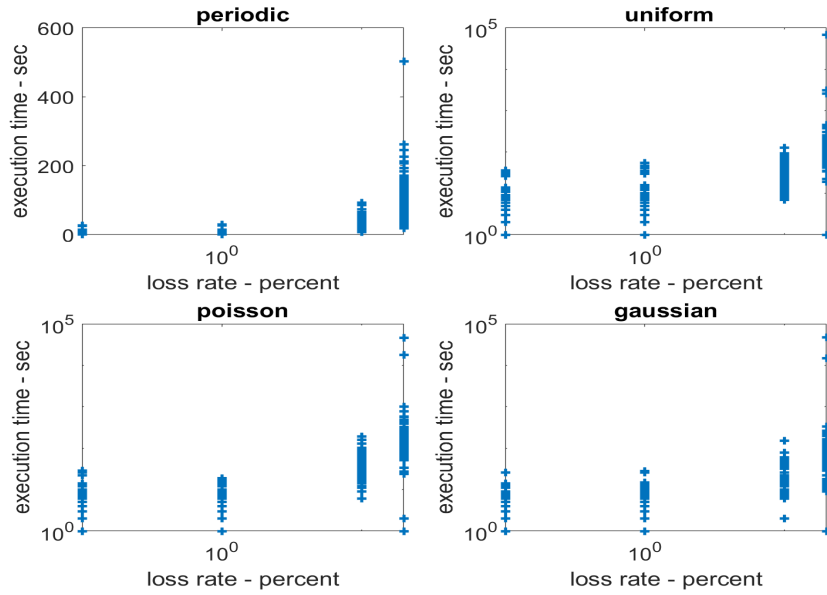 periodic
600
400
200
0
execution time - sec
10^0
loss rate - percent
uniform
10^5
10^0
execution time - sec
10^0
loss rate - percent
poisson
10^5
10^0
execution time - sec
10^0
loss rate - percent
gaussian
10^5
10^0
execution time - sec
10^0
loss rate - percent